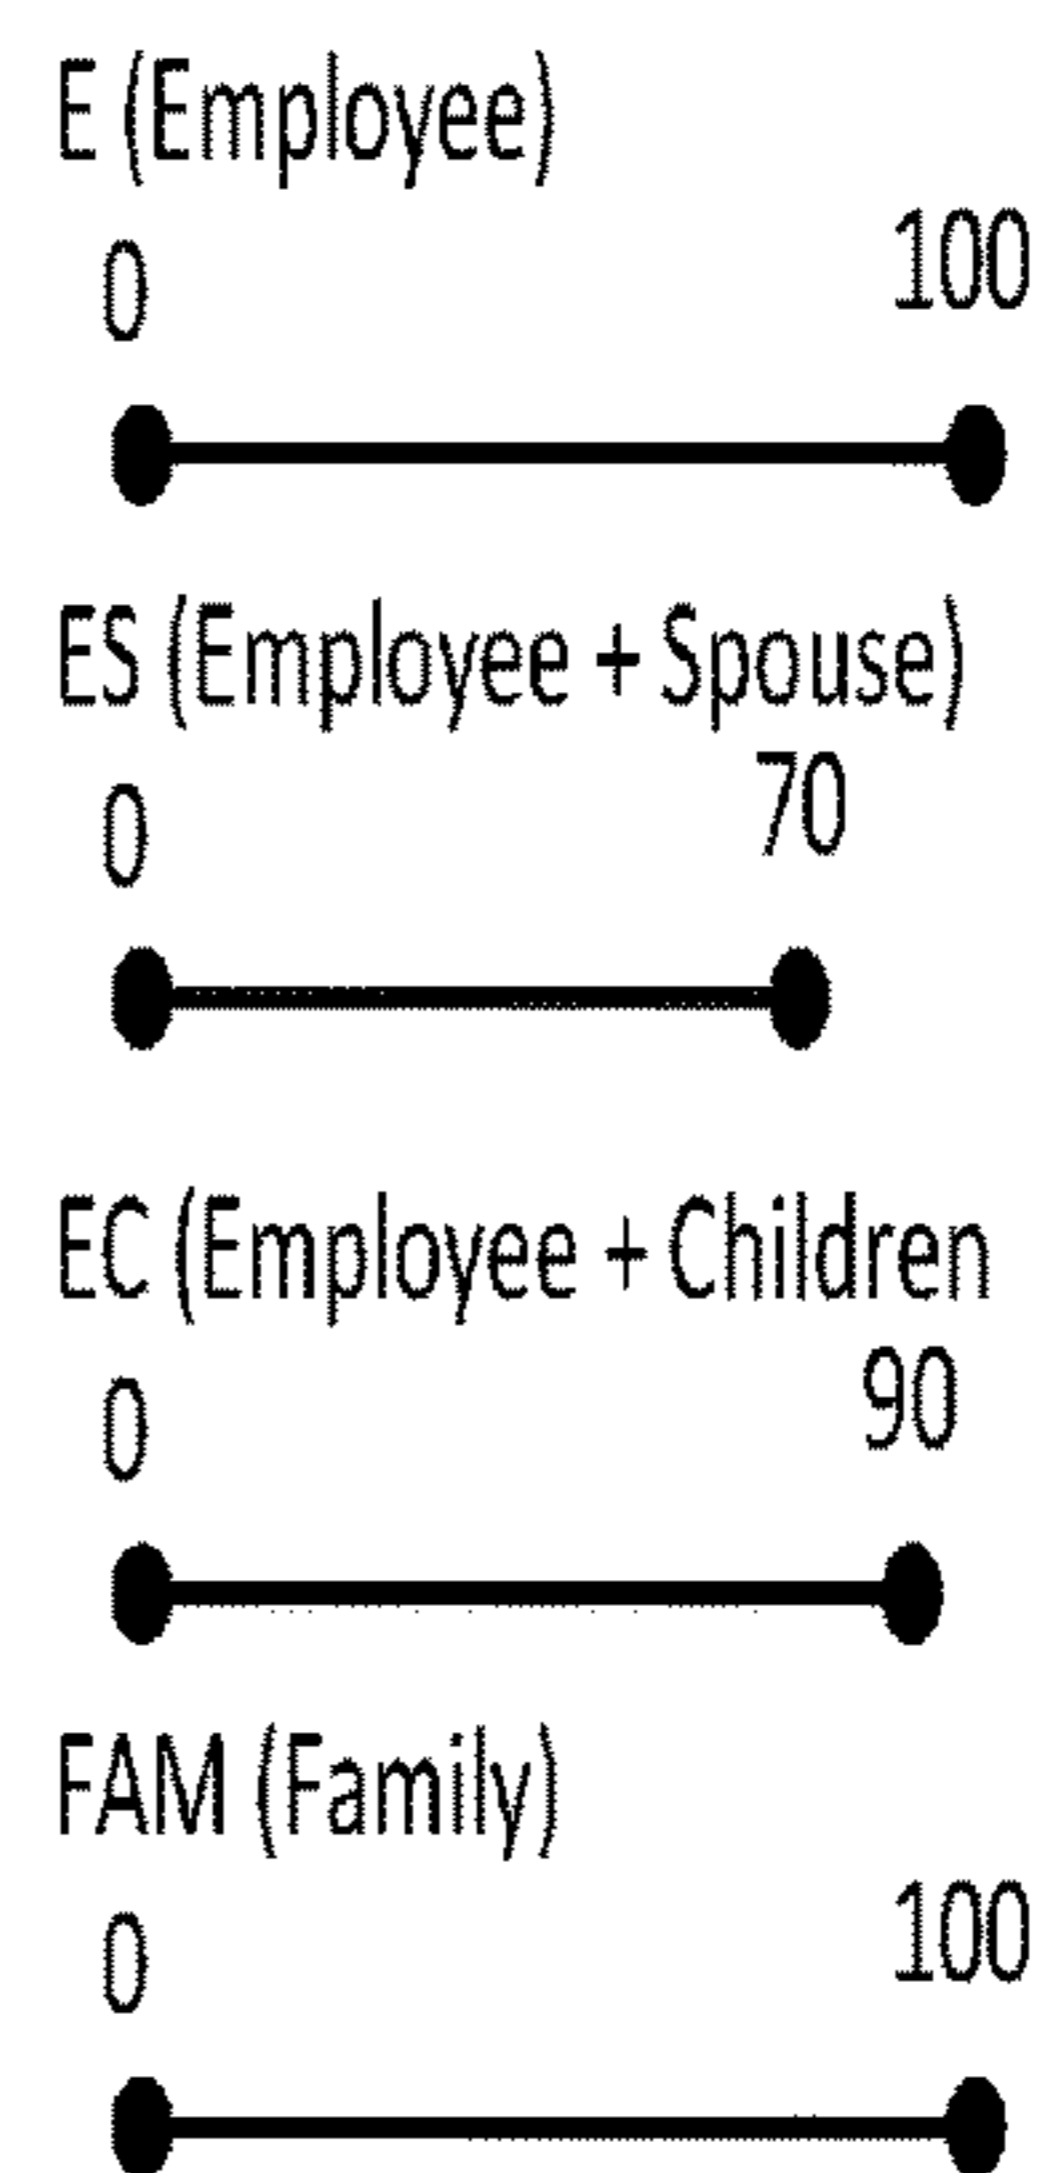 E (Employee)
0 100
ES (Employee + Spouse)
0 70
EC (Employee + Children
0 90
FAM (Family)
0 100